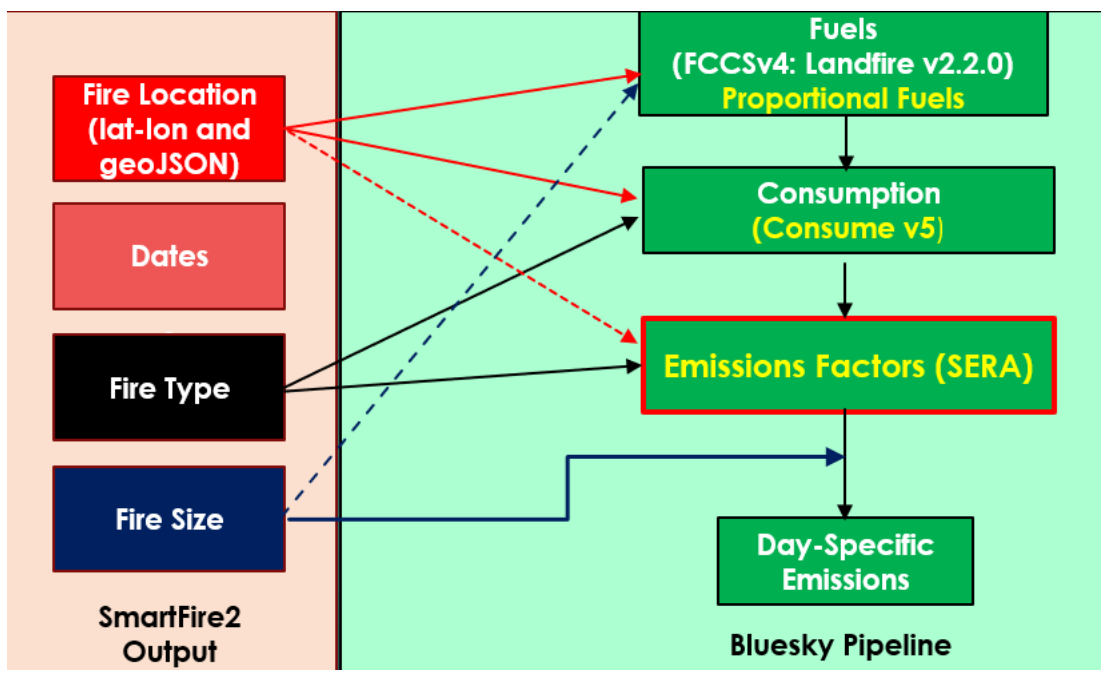 Fire Location
(lat-lon and
geoJSON)
Dates
Fire Type
Fire Size
SmartFire2
Output
Fuels
(FCCSv4: Landfire v2.2.0)
Proportional Fuels
Consumption
(Consume v5)
Emissions Factors (SERA)
Day-Specific
Emissions
Bluesky Pipeline